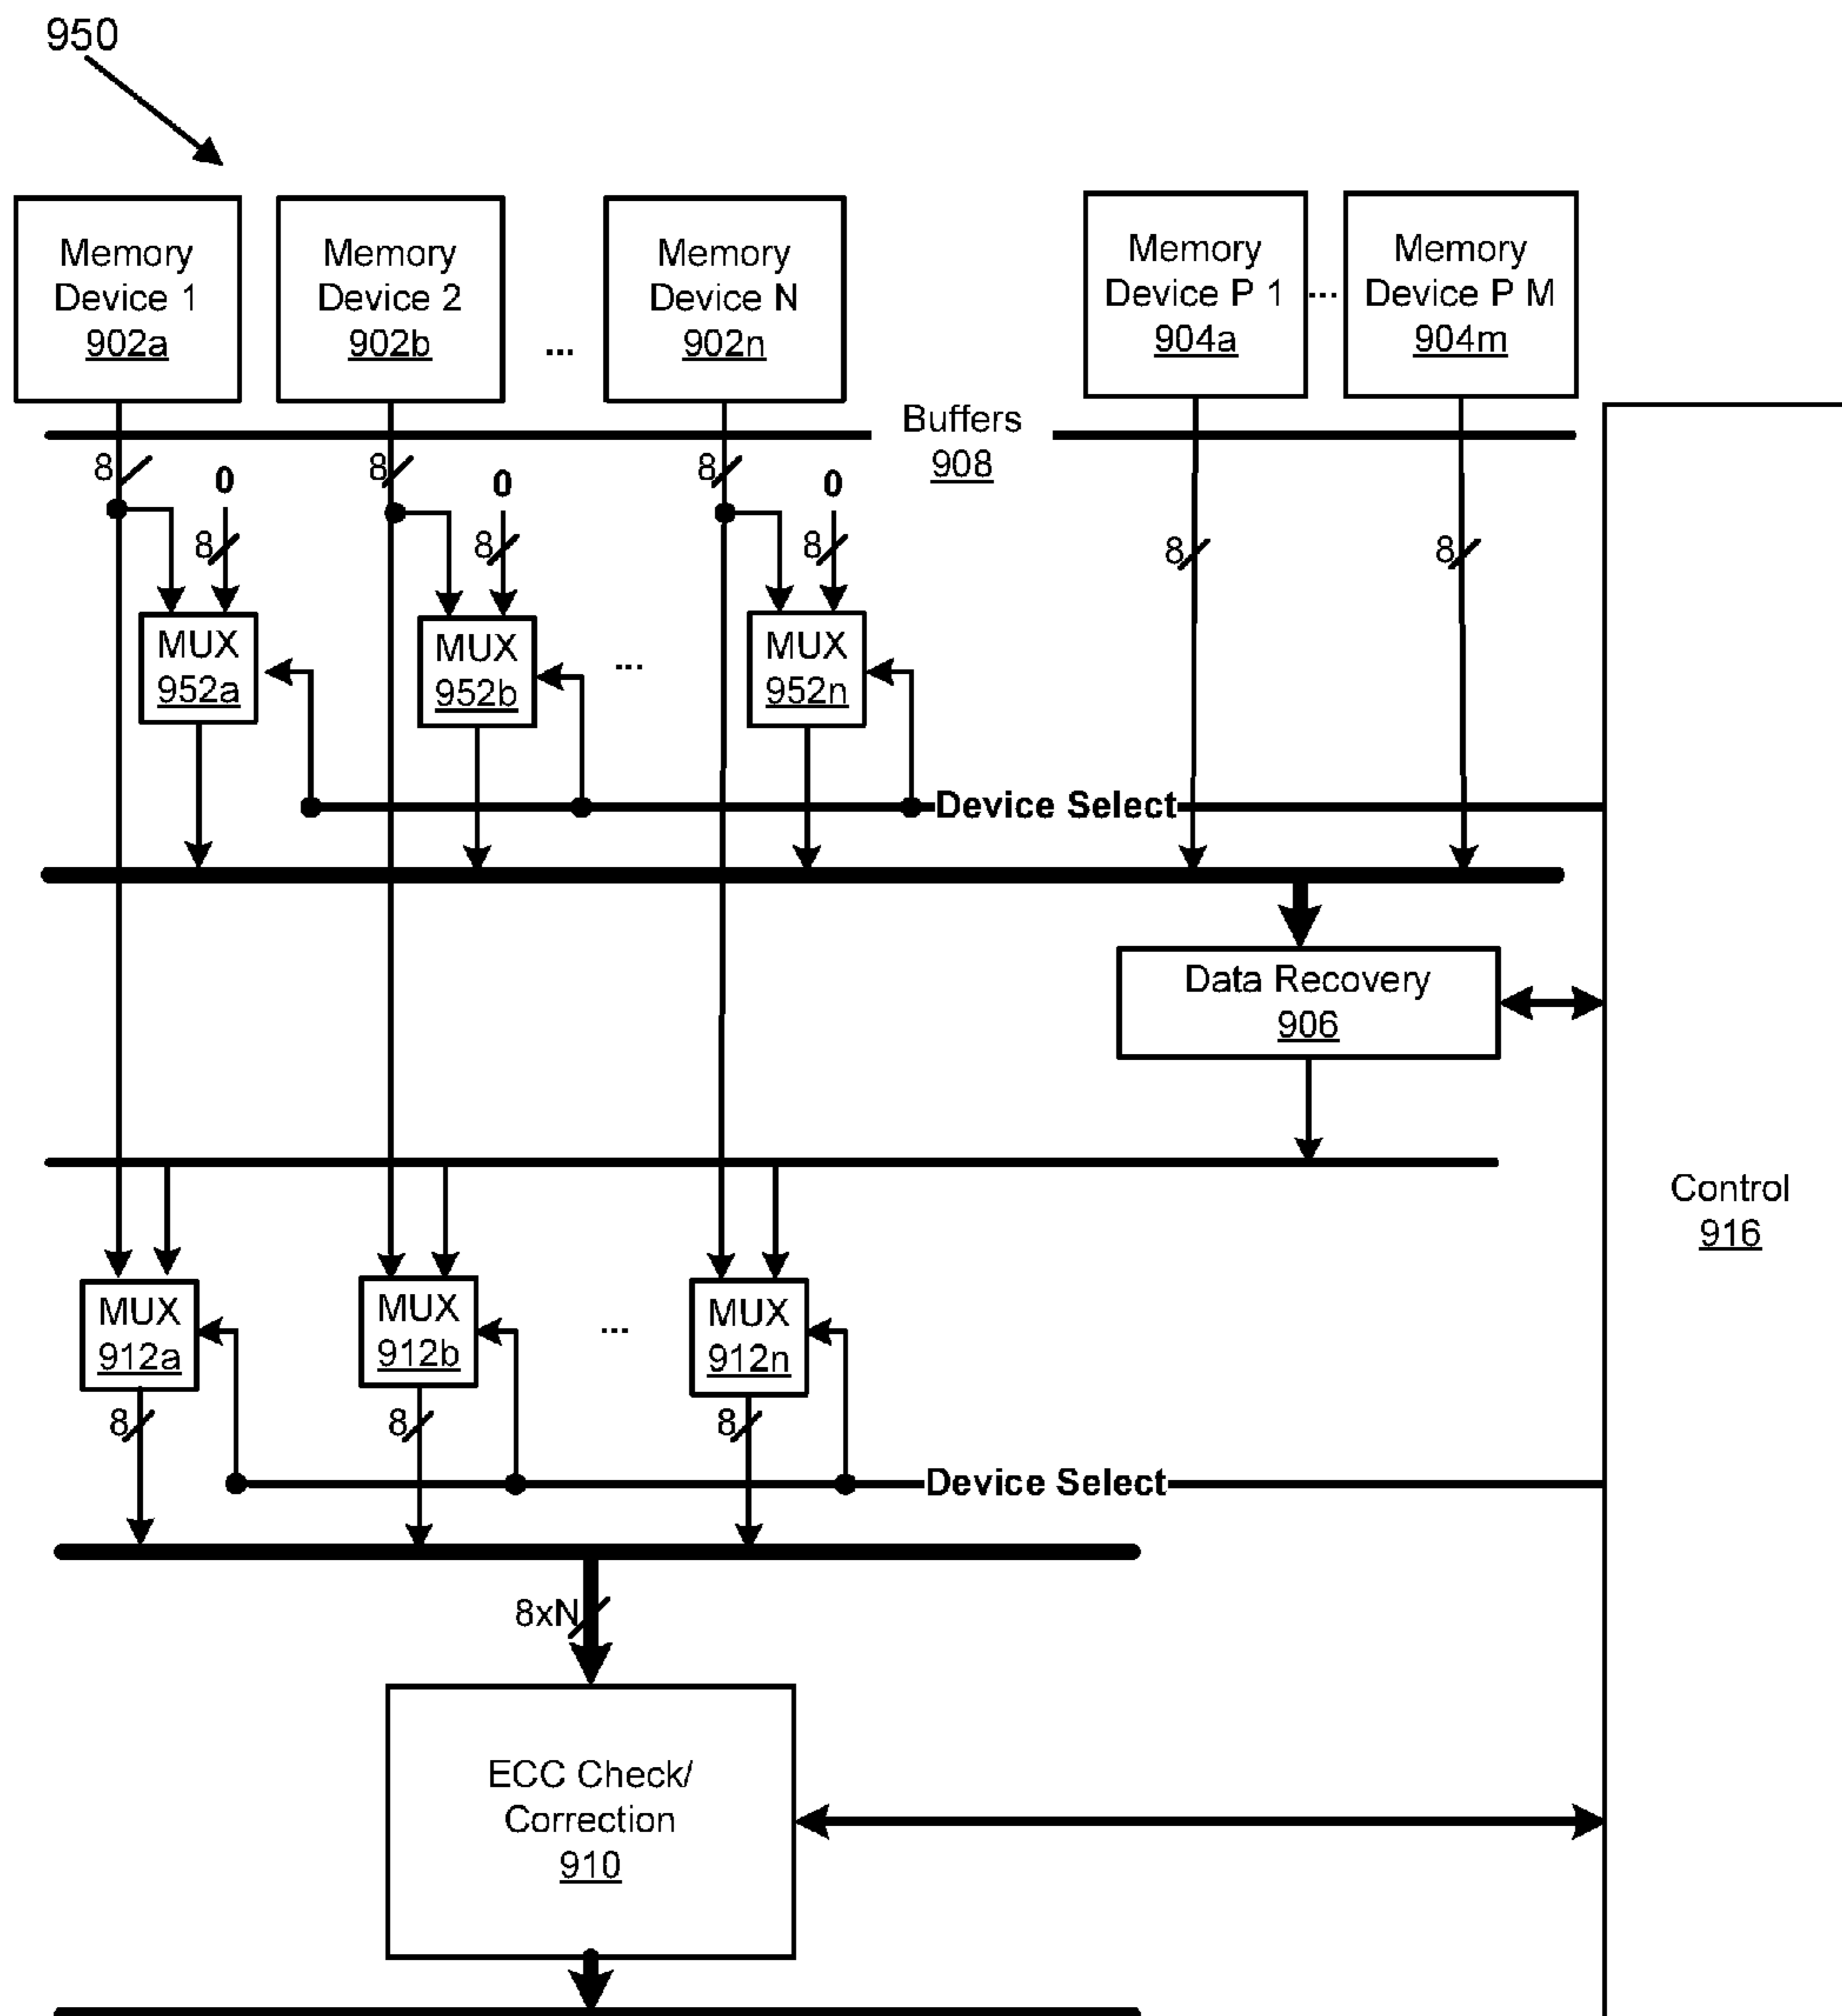 950
Memory
Device 1
902a
Memory
Device 2
902b
...
Memory
Device N
902n
Memory
Device P 1
904a
...
Memory
Device P M
904m
Buffers
908
8
0
8
0
8
0
8
8
8
8
8
MUX
952a
MUX
952b
...
MUX
952n
Device Select
Data Recovery
906
Control
916
MUX
912a
MUX
912b
...
MUX
912n
8
8
8
Device Select
8xN
ECC Check/
Correction
910